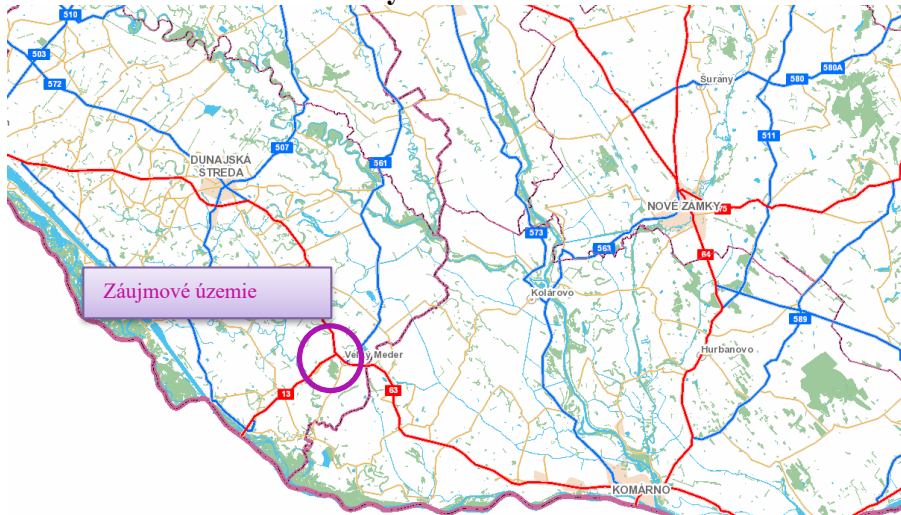 510
503
580A
580
Šurany
572
511
507
561
DUNAJSKÁ
STREDA
NOVÉ ZÁMKY
75
573
563
64
Záujmové územie
Kolárovo
589
Hurbanovo
Veľký Meder
13
63
KOMÁRNO